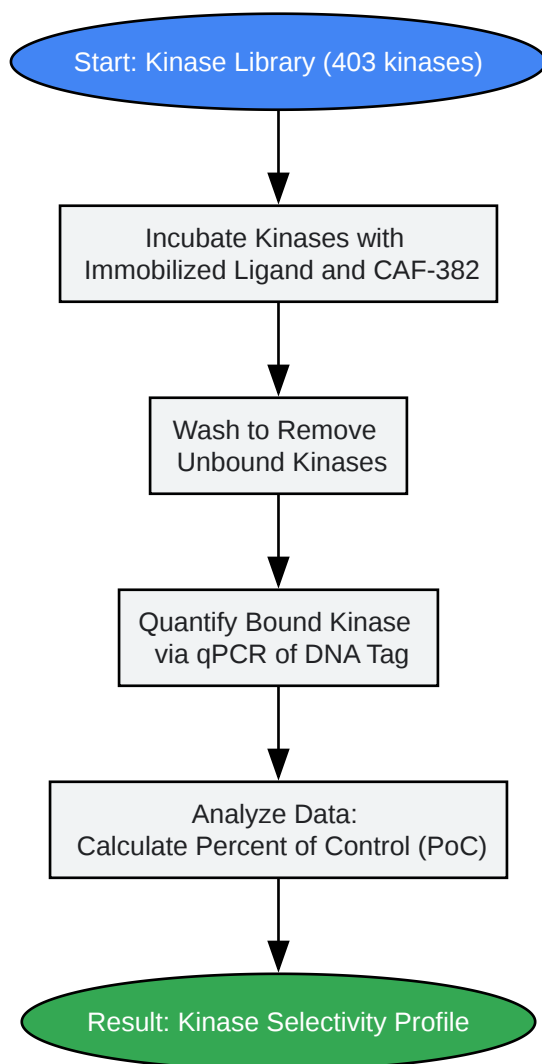 Start: Kinase Library (403 kinases)
Incubate Kinases with
Immobilized Ligand and CAF-382
Wash to Remove
Unbound Kinases
Quantify Bound Kinase
via qPCR of DNA Tag
Analyze Data:
Calculate Percent of Control (PoC)
Result: Kinase Selectivity Profile